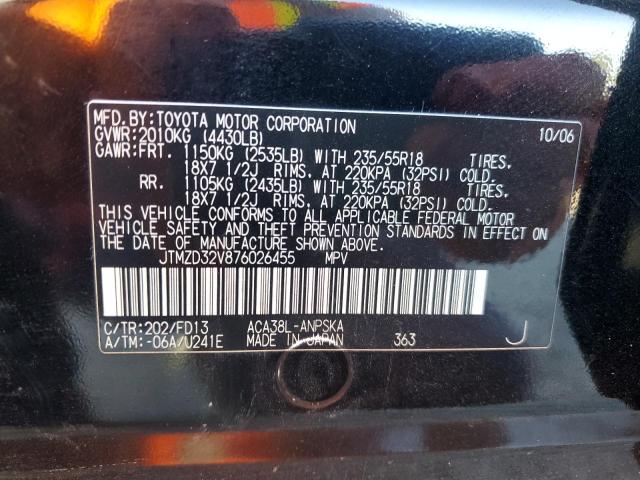 MFD.BY:TOYOTA MOTOR CORPORATION 10/06
GVWR:2010KG (4430LB)
GAWR:FRT. 1150KG (2535LB) WITH 235/55R18 TIRES,
18X7 1/2J RIMS, AT 220KPA (32PSI) COLD.
RR. 1105KG (2435LB) WITH 235/55R18 TIRES,
18X7 1/2J RIMS, AT 220KPA (32PSI) COLD.
THIS VEHICLE CONFORMS TO ALL APPLICABLE FEDERAL MOTOR
VEHICLE SAFETY AND THEFT PREVENTION STANDARDS IN EFFECT
ON THE DATE OF MANUFACTURE SHOWN ABOVE.
JTMZD32V876026455 MPV
C/TR:202/FD13 ACA38L-ANPSKA
A/TM:-06A/U241E MADE IN JAPAN 363 J